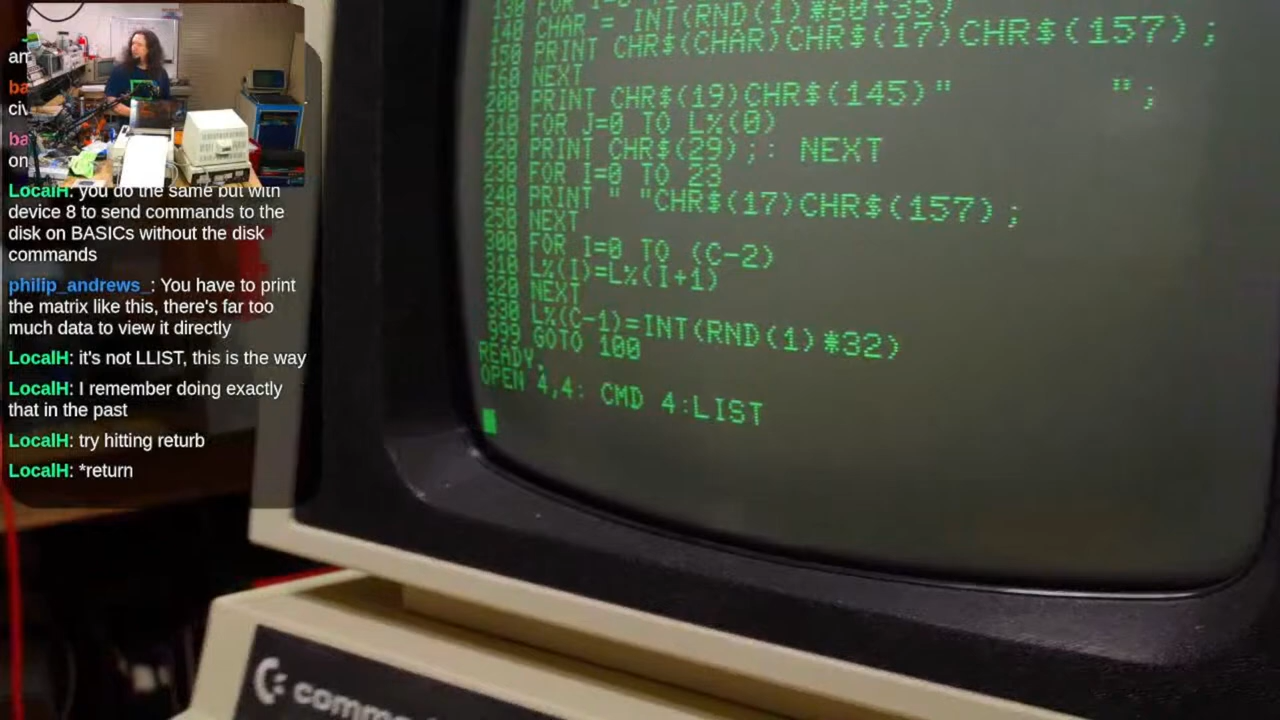 130 FOR I=0
140 CHAR = INT(RND(1)*60+35)
150 PRINT CHR$(CHAR)CHR$(17)CHR$(157);
160 NEXT
200 PRINT CHR$(19)CHR$(145)"          ";
210 FOR J=0 TO L%(0)
220 PRINT CHR$(29);: NEXT
230 FOR I=0 TO 23
240 PRINT " "CHR$(17)CHR$(157);
250 NEXT
300 FOR I=0 TO (C-2)
310 L%(I)=L%(I+1)
320 NEXT
330 L%(C-1)=INT(RND(1)*32)
999 GOTO 100
READY.
OPEN 4,4: CMD 4:LIST
LocalH: you do the same but with
device 8 to send commands to the
disk on BASICs without the disk
commands
philip_andrews_: You have to print
the matrix like this, there's far too
much data to view it directly
LocalH: it's not LLIST, this is the way
LocalH: I remember doing exactly
that in the past
LocalH: try hitting returb
LocalH: *return